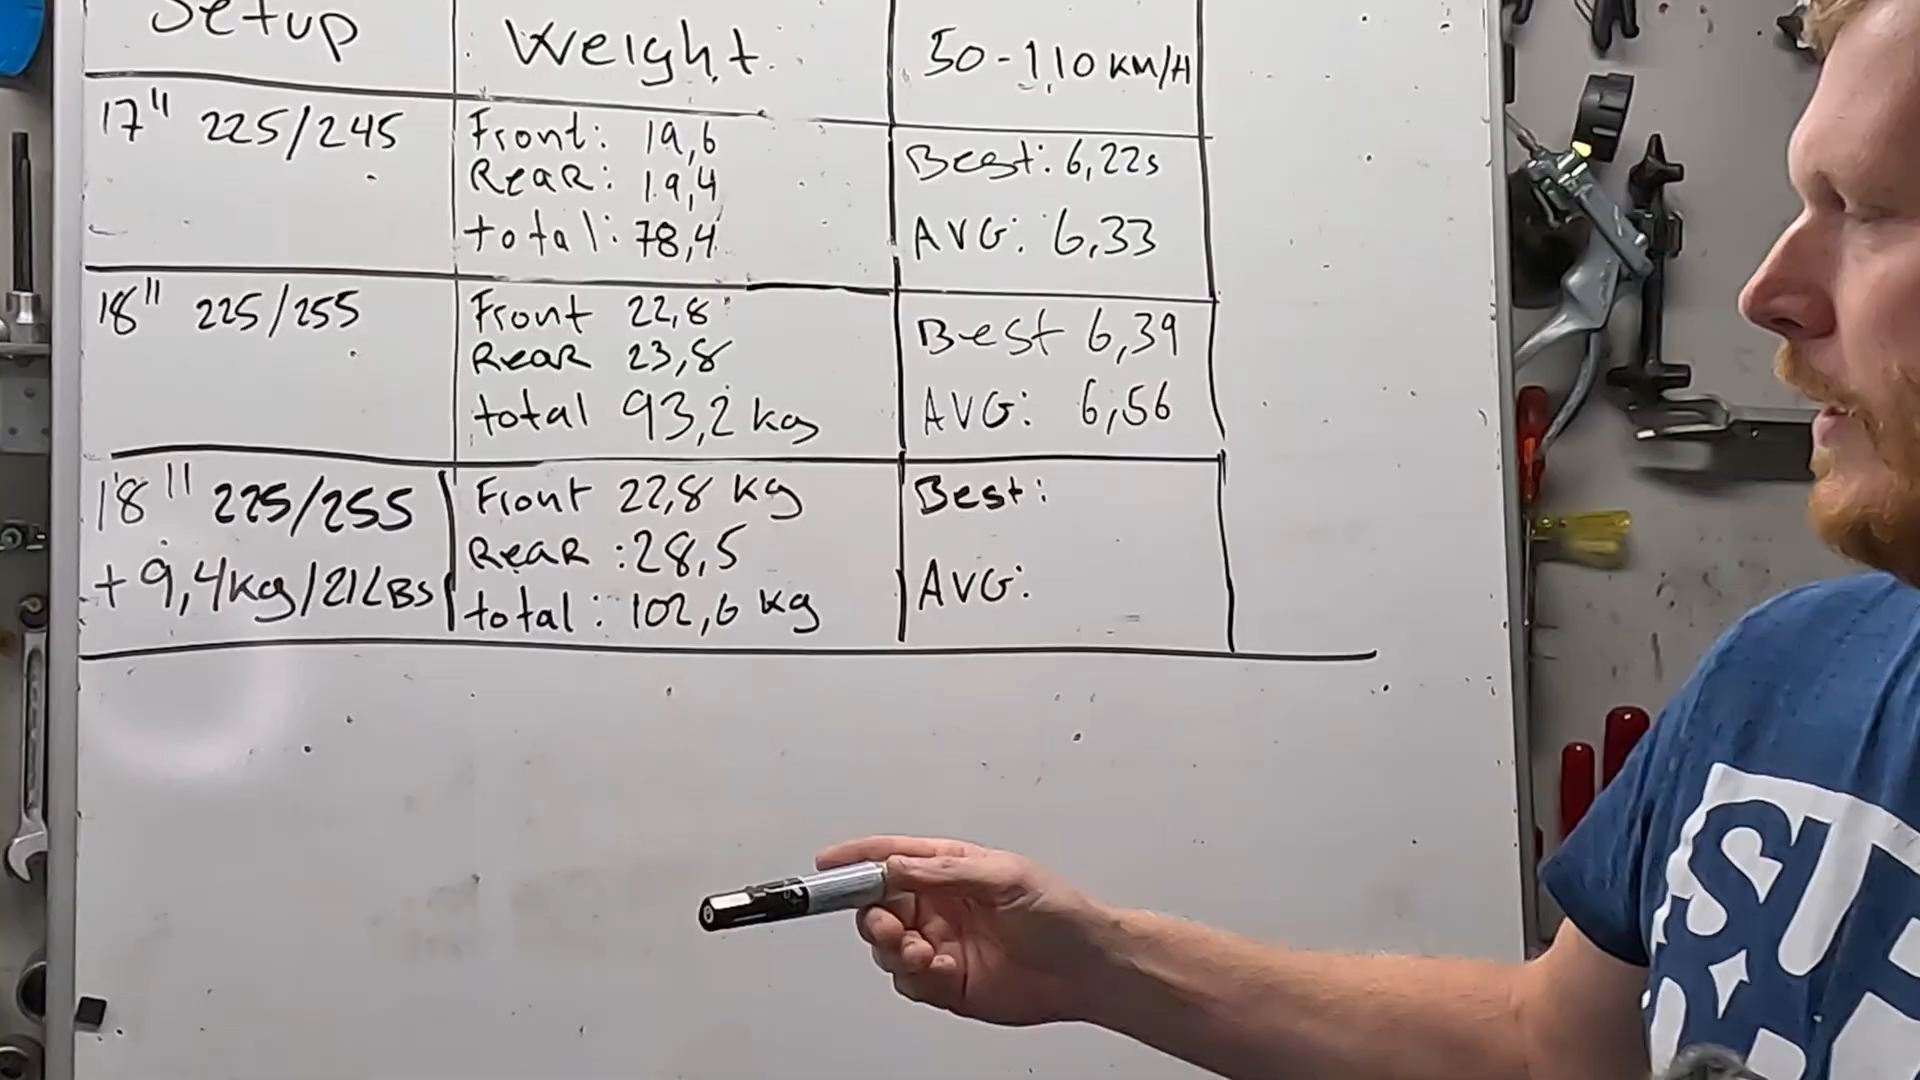 Setup
Weight
50-110 KM/H
17" 225/245
Front: 19,6
Rear: 19,4
total: 78,4
Best: 6,22s
AVG: 6,33
18" 225/255
Front 22,8
Rear 23,8
total 93,2 kg
Best 6,39
AVG: 6,56
18" 225/255
+ 9,4kg/21LBs
Front 22,8 kg
Rear :28,5
total: 102,6 kg
Best:
AVG: